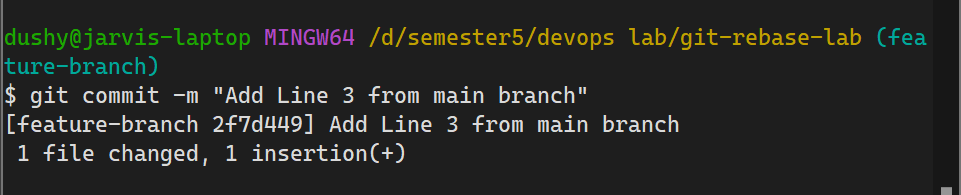 dushy@jarvis-laptop MINGW64 /d/semester5/devops lab/git-rebase-lab (fea
ture-branch)
$ git commit -m "Add Line 3 from main branch"
[feature-branch 2f7d449] Add Line 3 from main branch
 1 file changed, 1 insertion(+)